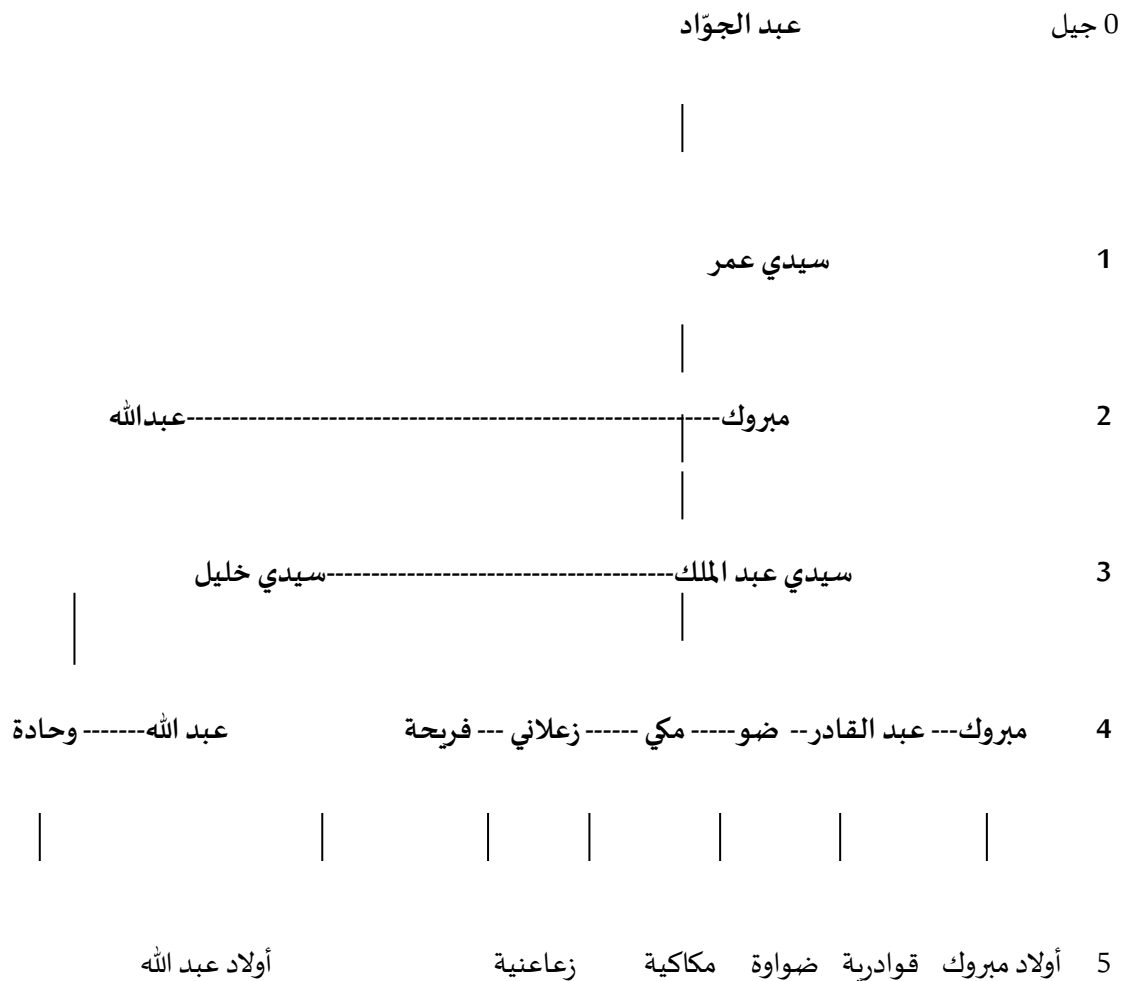 0 جيل عبد الجوّاد
1 سيدي عمر
2 مبروك------------------------------------------------------------عبدالله
3 سيدي عبد الملك---------------------------------------سيدي خليل
4 مبروك--- عبد القادر-- ضو----- مكي ------ زعلاني --- فريحة عبد الله------- وحادة
5 أولاد مبروك قوادرية ضواوة مكاكية زعاعنية أولاد عبد الله